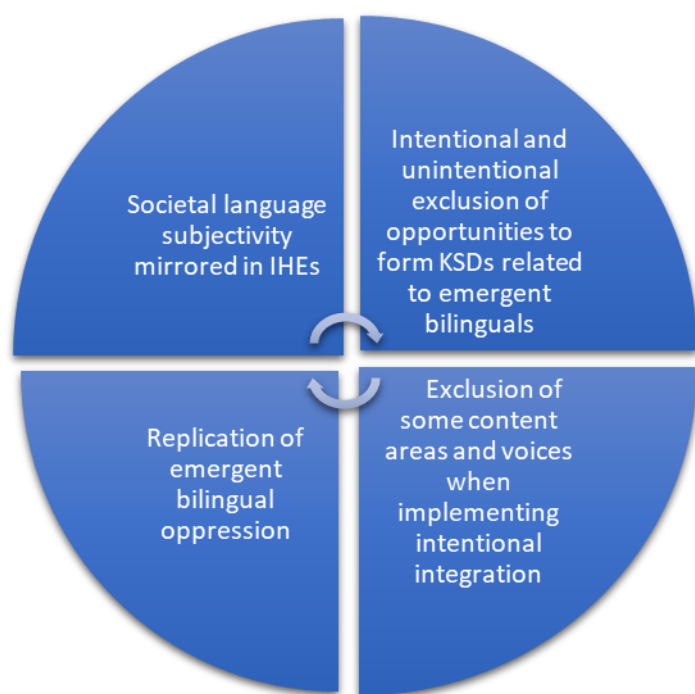 Societal language
subjectivity
mirrored in IHEs
Intentional and
unintentional
exclusion of
opportunities to
form KSDs related
to emergent
bilinguals
Exclusion of
some content
areas and voices
when
implementing
intentional
integration
Replication of
emergent
bilingual
oppression